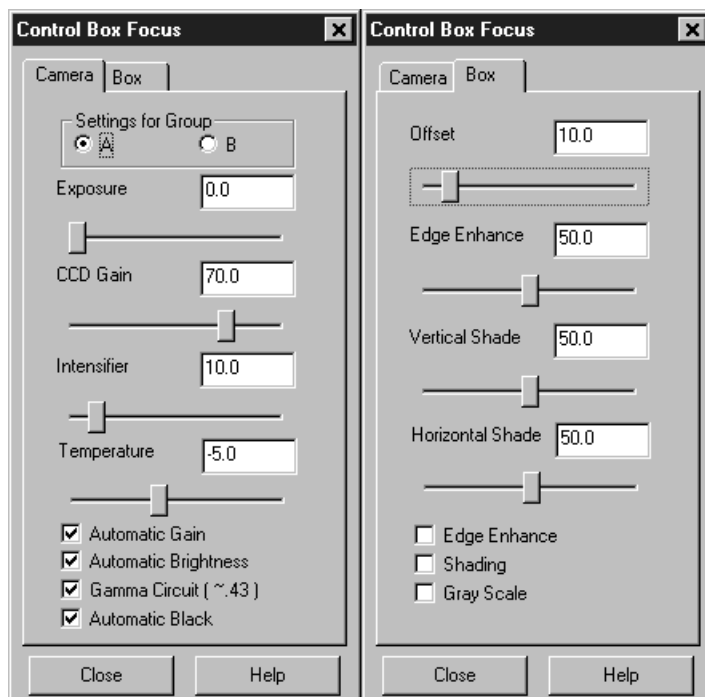 Control Box Focus
Camera Box
Settings for Group
A B
Exposure 0.0
CCD Gain 70.0
Intensifier 10.0
Temperature -5.0
Automatic Gain
Automatic Brightness
Gamma Circuit ( ~.43 )
Automatic Black
Close Help
Control Box Focus
Camera Box
Offset 10.0
Edge Enhance 50.0
Vertical Shade 50.0
Horizontal Shade 50.0
Edge Enhance
Shading
Gray Scale
Close Help